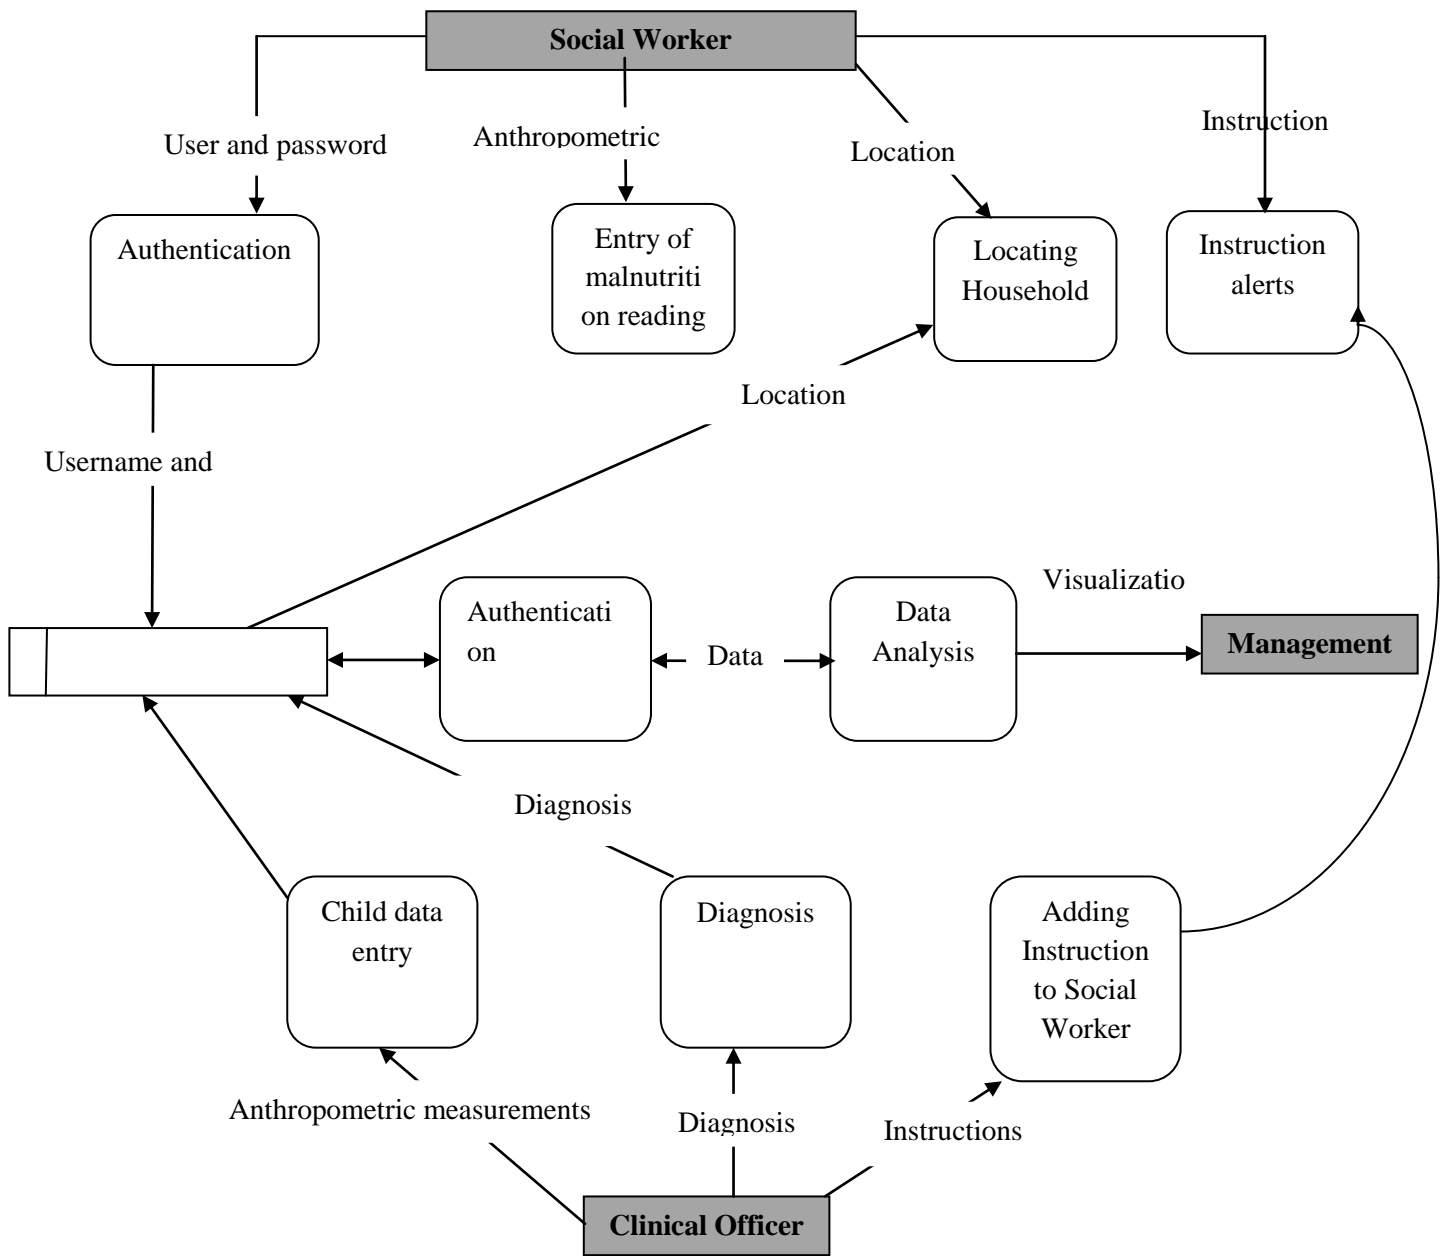 Social Worker
User and password
Anthropometric
Location
Instruction
Authentication
Entry of
malnutriti
on reading
Locating
Household
Instruction
alerts
Location
Username and
Visualizatio
Authenticati
on
Data
Data
Analysis
Management
Diagnosis
Child data
entry
Diagnosis
Adding
Instruction
to Social
Worker
Anthropometric measurements
Diagnosis
Instructions
Clinical Officer